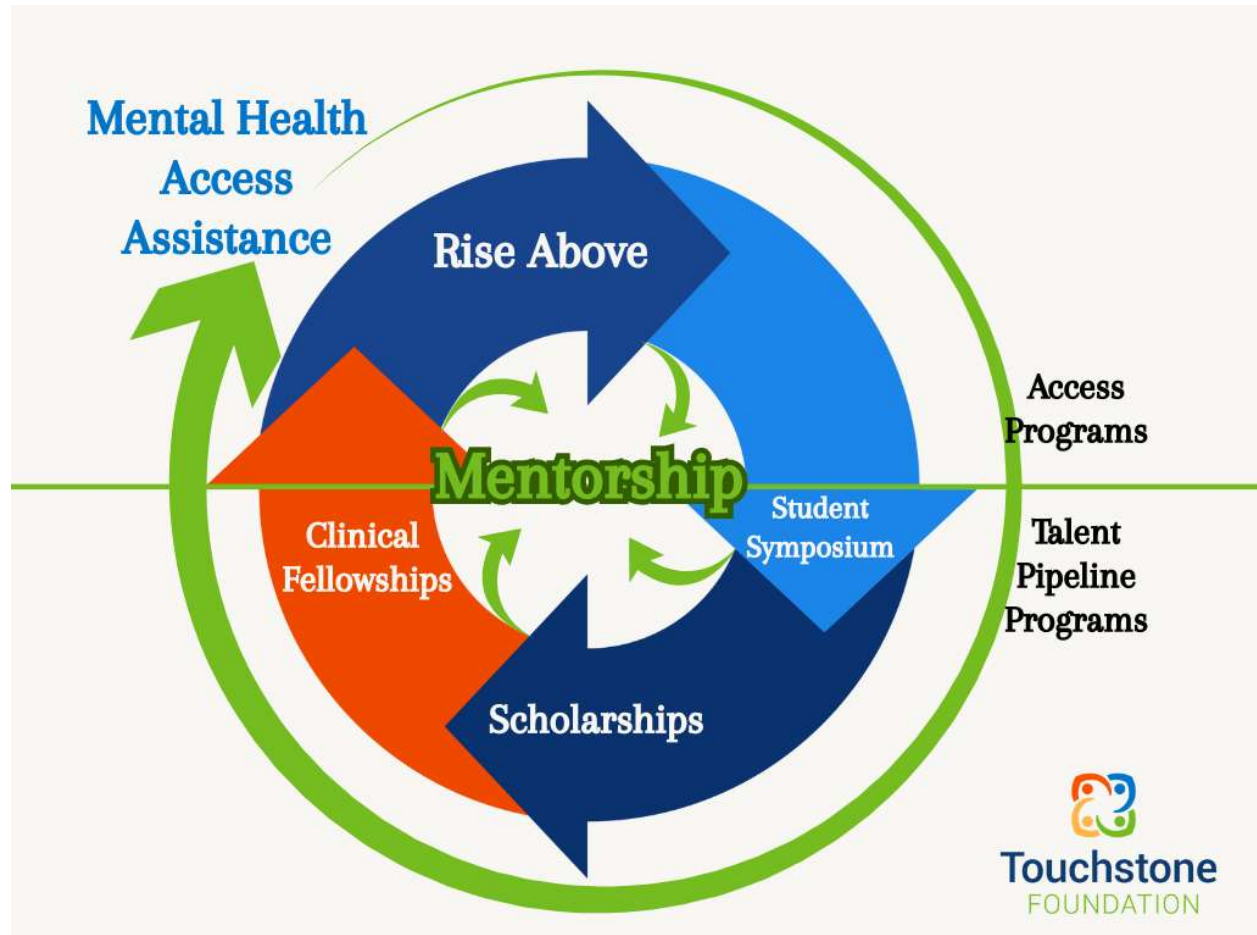 Mental Health
Access
Assistance
Rise Above
Access
Programs
Mentorship
Student
Symposium
Clinical
Fellowships
Talent
Pipeline
Programs
Scholarships
Touchstone
FOUNDATION